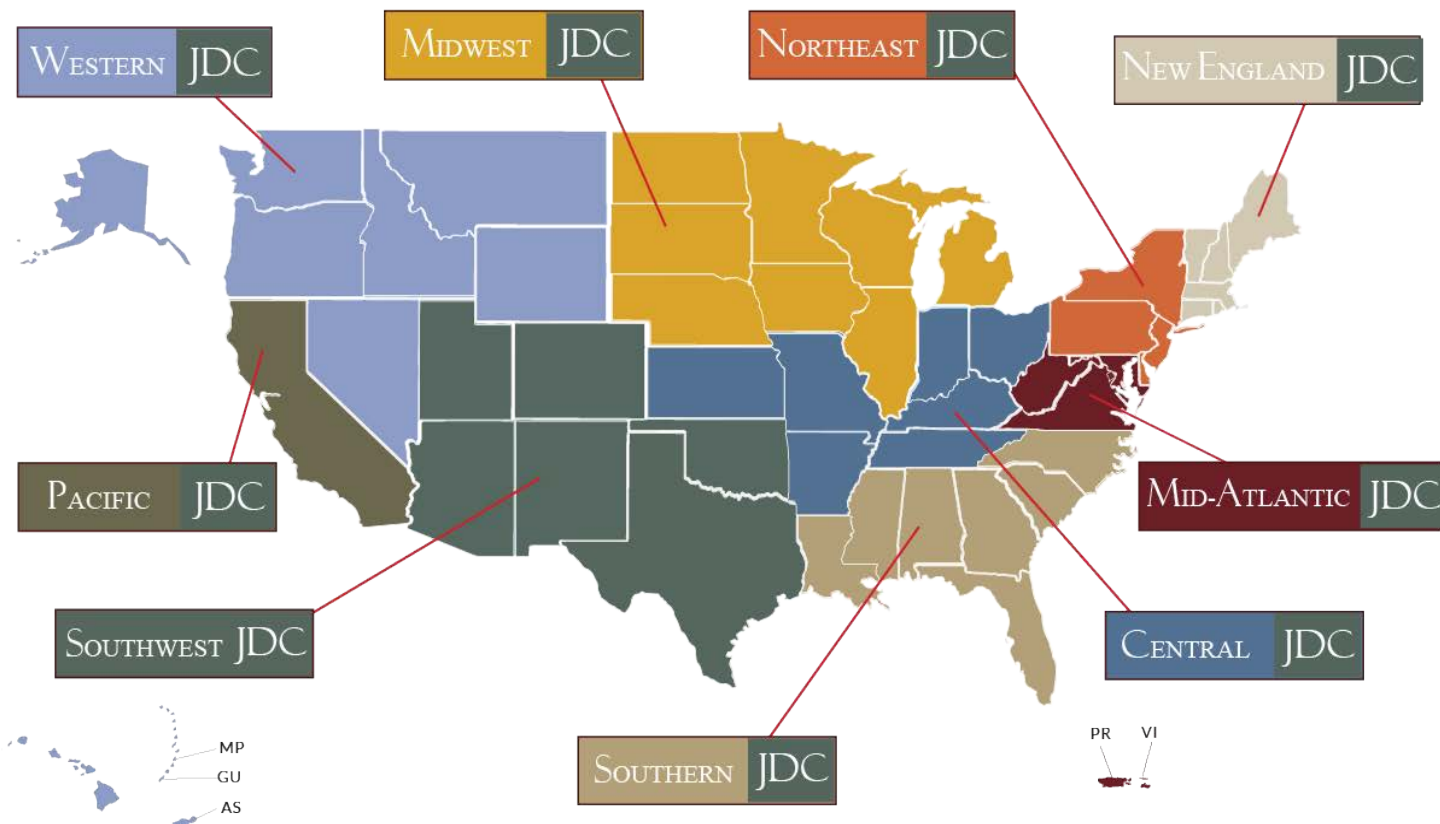 WESTERN JDC
MIDWEST JDC
NORTHEAST JDC
NEW ENGLAND JDC
PACIFIC JDC
MID-ATLANTIC JDC
SOUTHWEST JDC
CENTRAL JDC
SOUTHERN JDC
MP
GU
AS
PR
VI